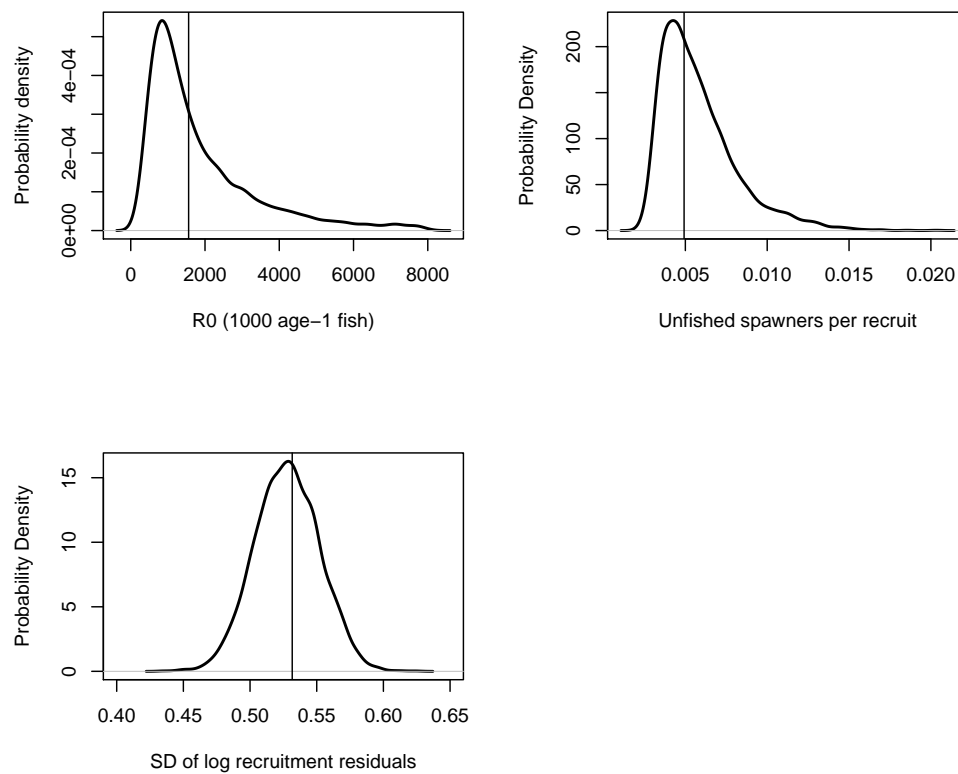 Probability density
4e−04
2e−04
0e+00
0 2000 4000 6000 8000
R0 (1000 age−1 fish)
Probability Density
200
100
50
0
0.005 0.010 0.015 0.020
Unfished spawners per recruit
Probability Density
15
10
5
0
0.40 0.45 0.50 0.55 0.60 0.65
SD of log recruitment residuals